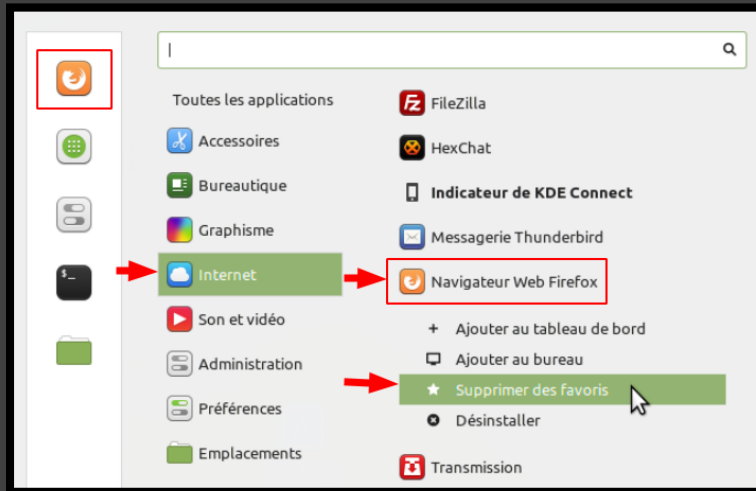 Toutes les applications
Accessoires
Bureautique
Graphisme
Internet
Son et vidéo
Administration
Préférences
Emplacements
FileZilla
HexChat
Indicateur de KDE Connect
Messagerie Thunderbird
Navigateur Web Firefox
+ Ajouter au tableau de bord
Ajouter au bureau
Supprimer des favoris
Désinstaller
Transmission